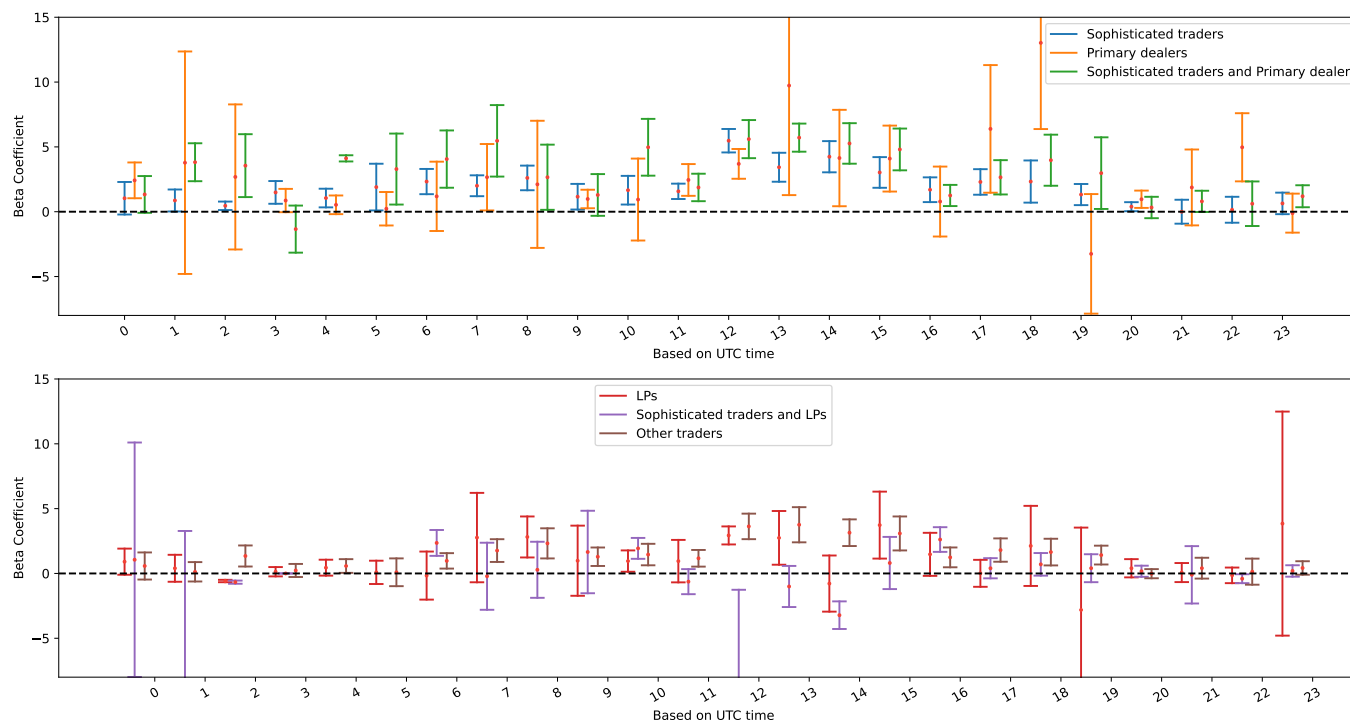 15
10
5
0
−5
Beta Coefficient
Sophisticated traders
Primary dealers
Sophisticated traders and Primary dealer
0 1 2 3 4 5 6 7 8 9 10 11 12 13 14 15 16 17 18 19 20 21 22 23
Based on UTC time
15
10
5
0
−5
Beta Coefficient
LPs
Sophisticated traders and LPs
Other traders
0 1 2 3 4 5 6 7 8 9 10 11 12 13 14 15 16 17 18 19 20 21 22 23
Based on UTC time